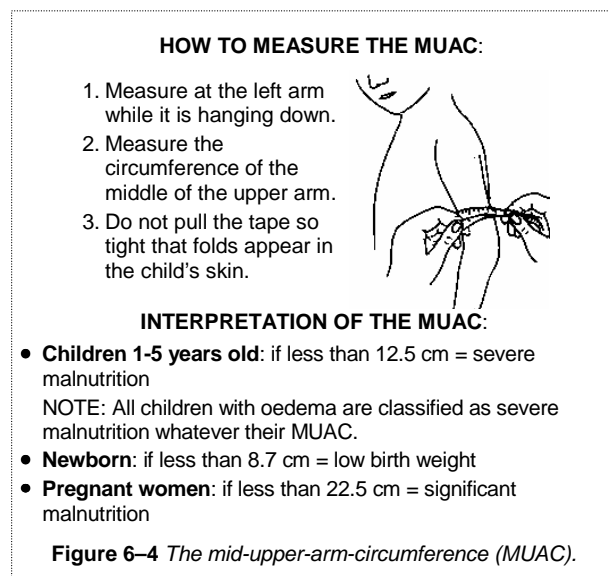 HOW TO MEASURE THE MUAC:
1. Measure at the left arm
while it is hanging down.
2. Measure the
circumference of the
middle of the upper arm.
3. Do not pull the tape so
tight that folds appear in
the child's skin.
INTERPRETATION OF THE MUAC:
• Children 1-5 years old: if less than 12.5 cm = severe
malnutrition
NOTE: All children with oedema are classified as severe
malnutrition whatever their MUAC.
• Newborn: if less than 8.7 cm = low birth weight
• Pregnant women: if less than 22.5 cm = significant
malnutrition
Figure 6–4 The mid-upper-arm-circumference (MUAC).